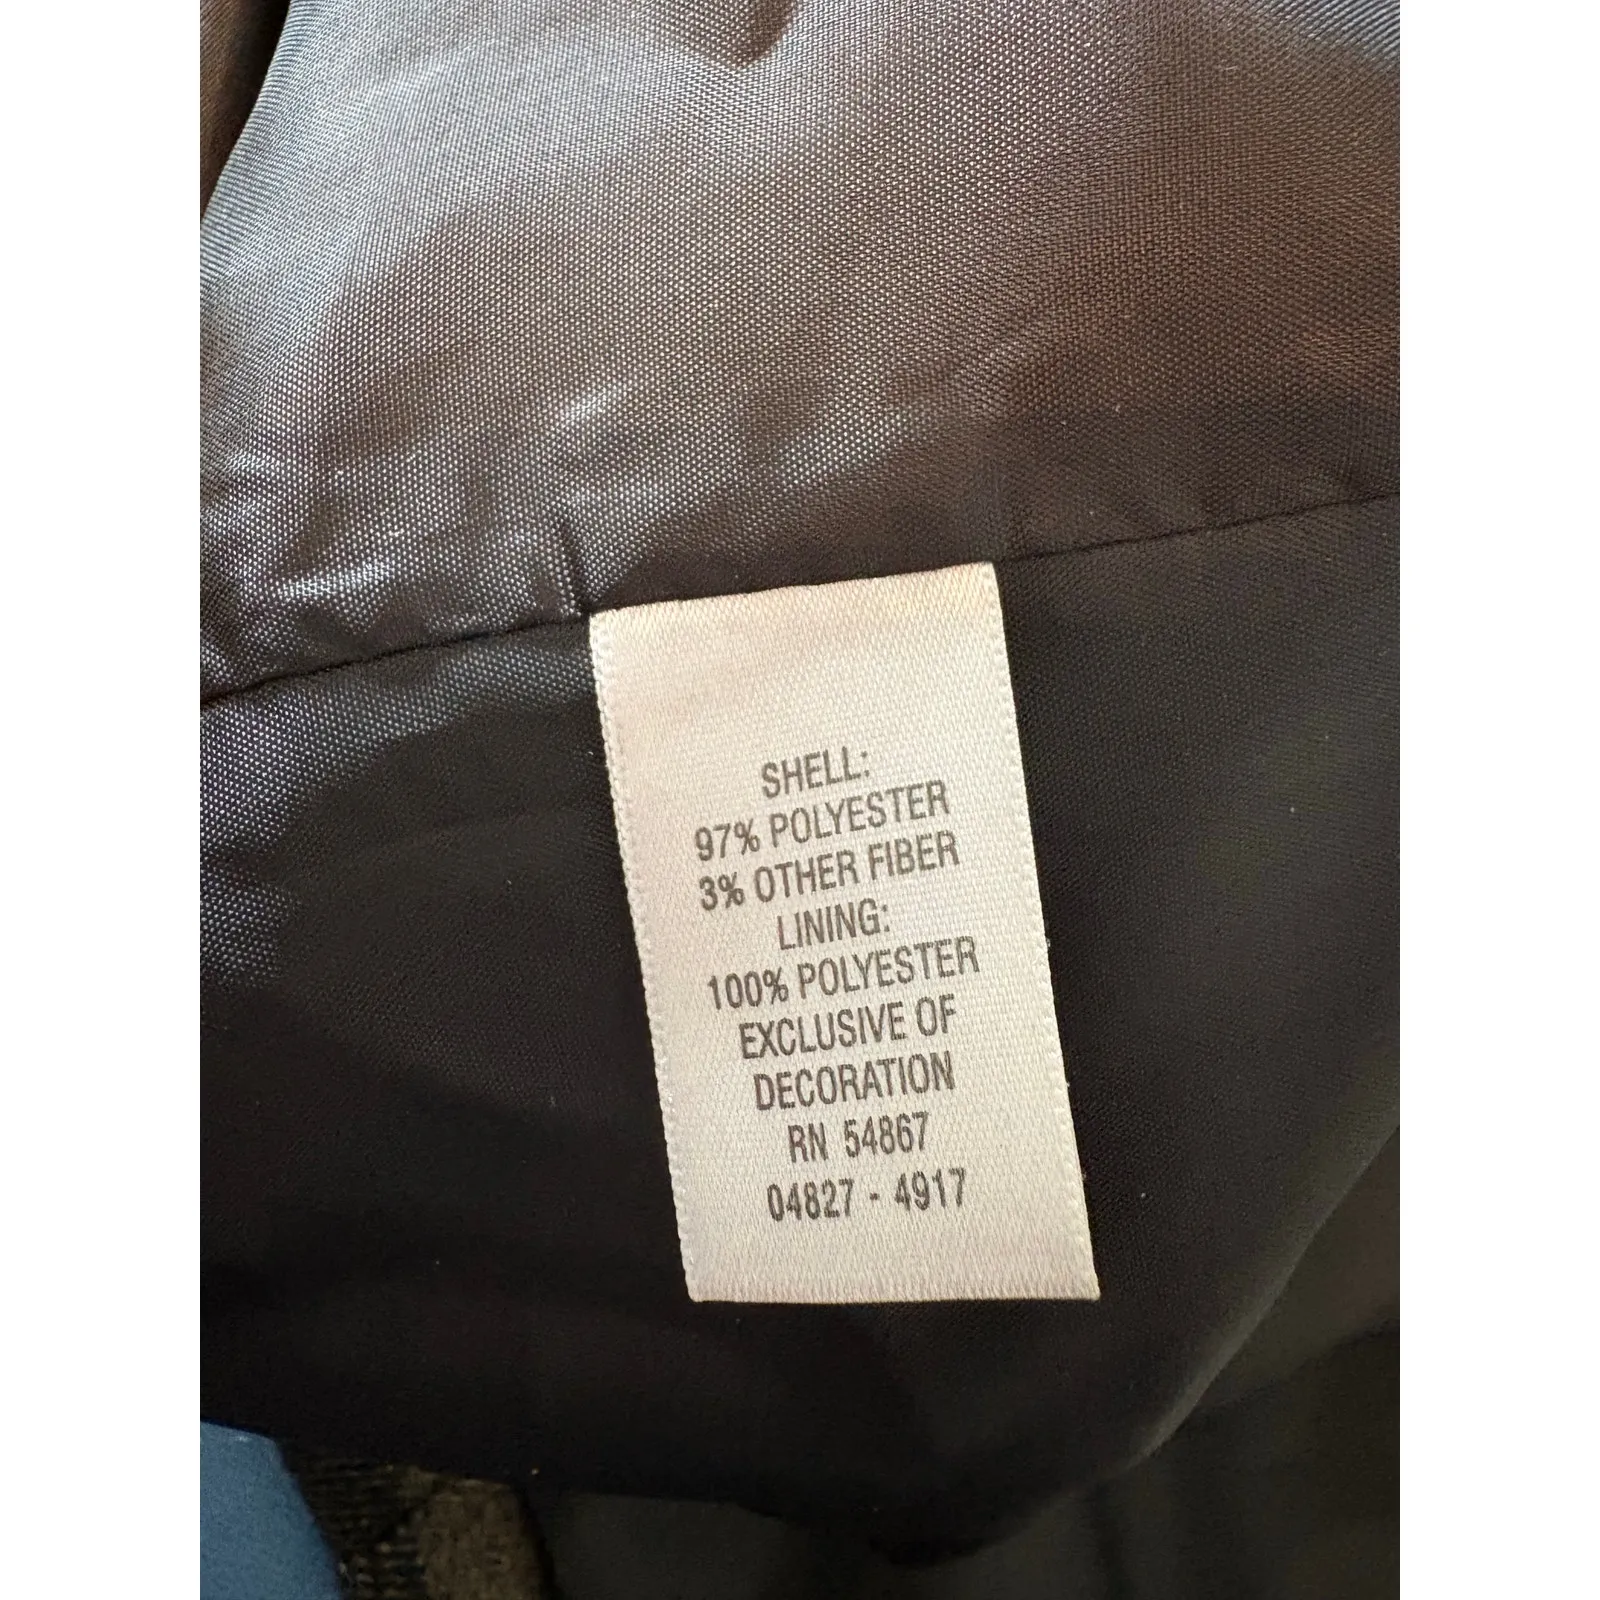 SHELL:
97% POLYESTER
3% OTHER FIBER
LINING:
100% POLYESTER
EXCLUSIVE OF
DECORATION
RN 54867
04827 - 4917